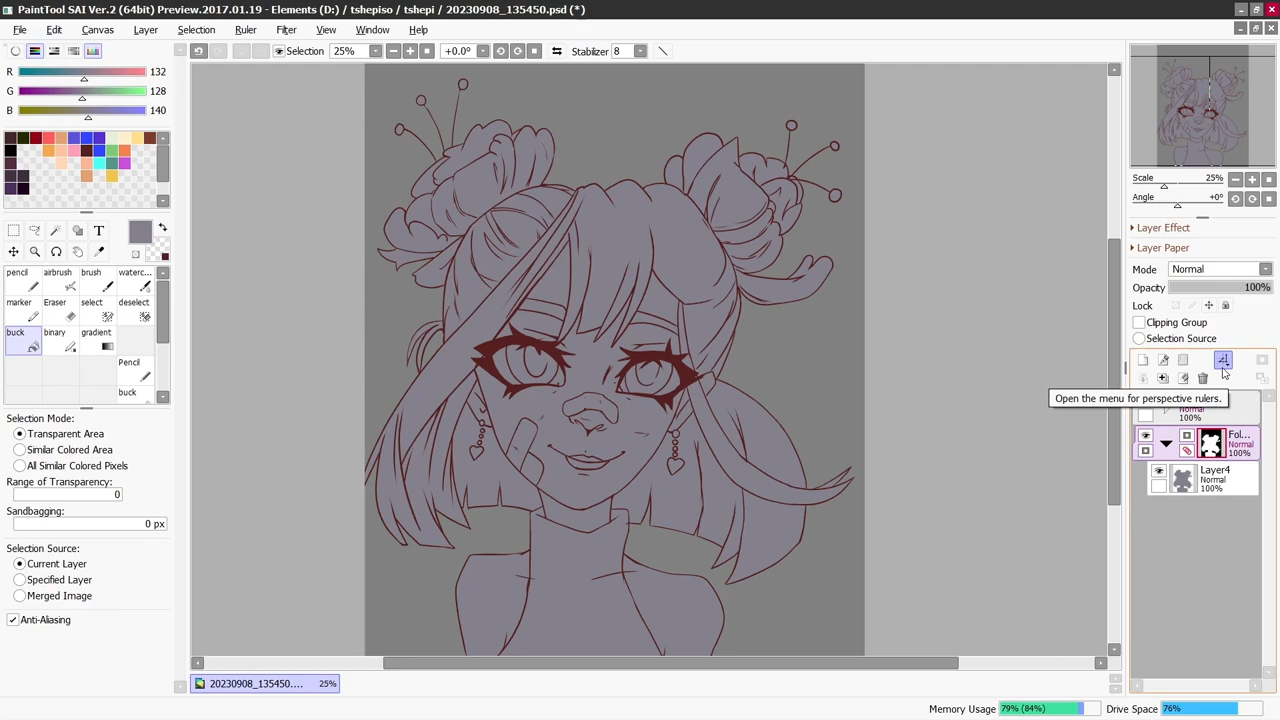 PaintTool SAI Ver.2 (64bit) Preview.2017.01.19 - Elements (D:) / tshepiso / tshepi / 20230908_135450.psd (*)
File Edit Canvas Layer Selection Ruler Filter View Window Help
Selection 25% +0.0° Stabilizer 8
R 132
G 128
B 140
T
pencil airbrush brush waterc...
marker Eraser select deselect
buck binary gradient
Pencil
buck
Selection Mode:
Transparent Area
Similar Colored Area
All Similar Colored Pixels
Range of Transparency:
0
Sandbagging:
0 px
Selection Source:
Current Layer
Specified Layer
Merged Image
Anti-Aliasing
Scale 25%
Angle +0°
Layer Effect
Layer Paper
Mode Normal
Opacity 100%
Lock
Clipping Group
Selection Source
Open the menu for perspective rulers.
Normal
100%
Fol...
Normal
100%
Layer4
Normal
100%
20230908_135450.... 25%
Memory Usage 79% (84%) Drive Space 76%